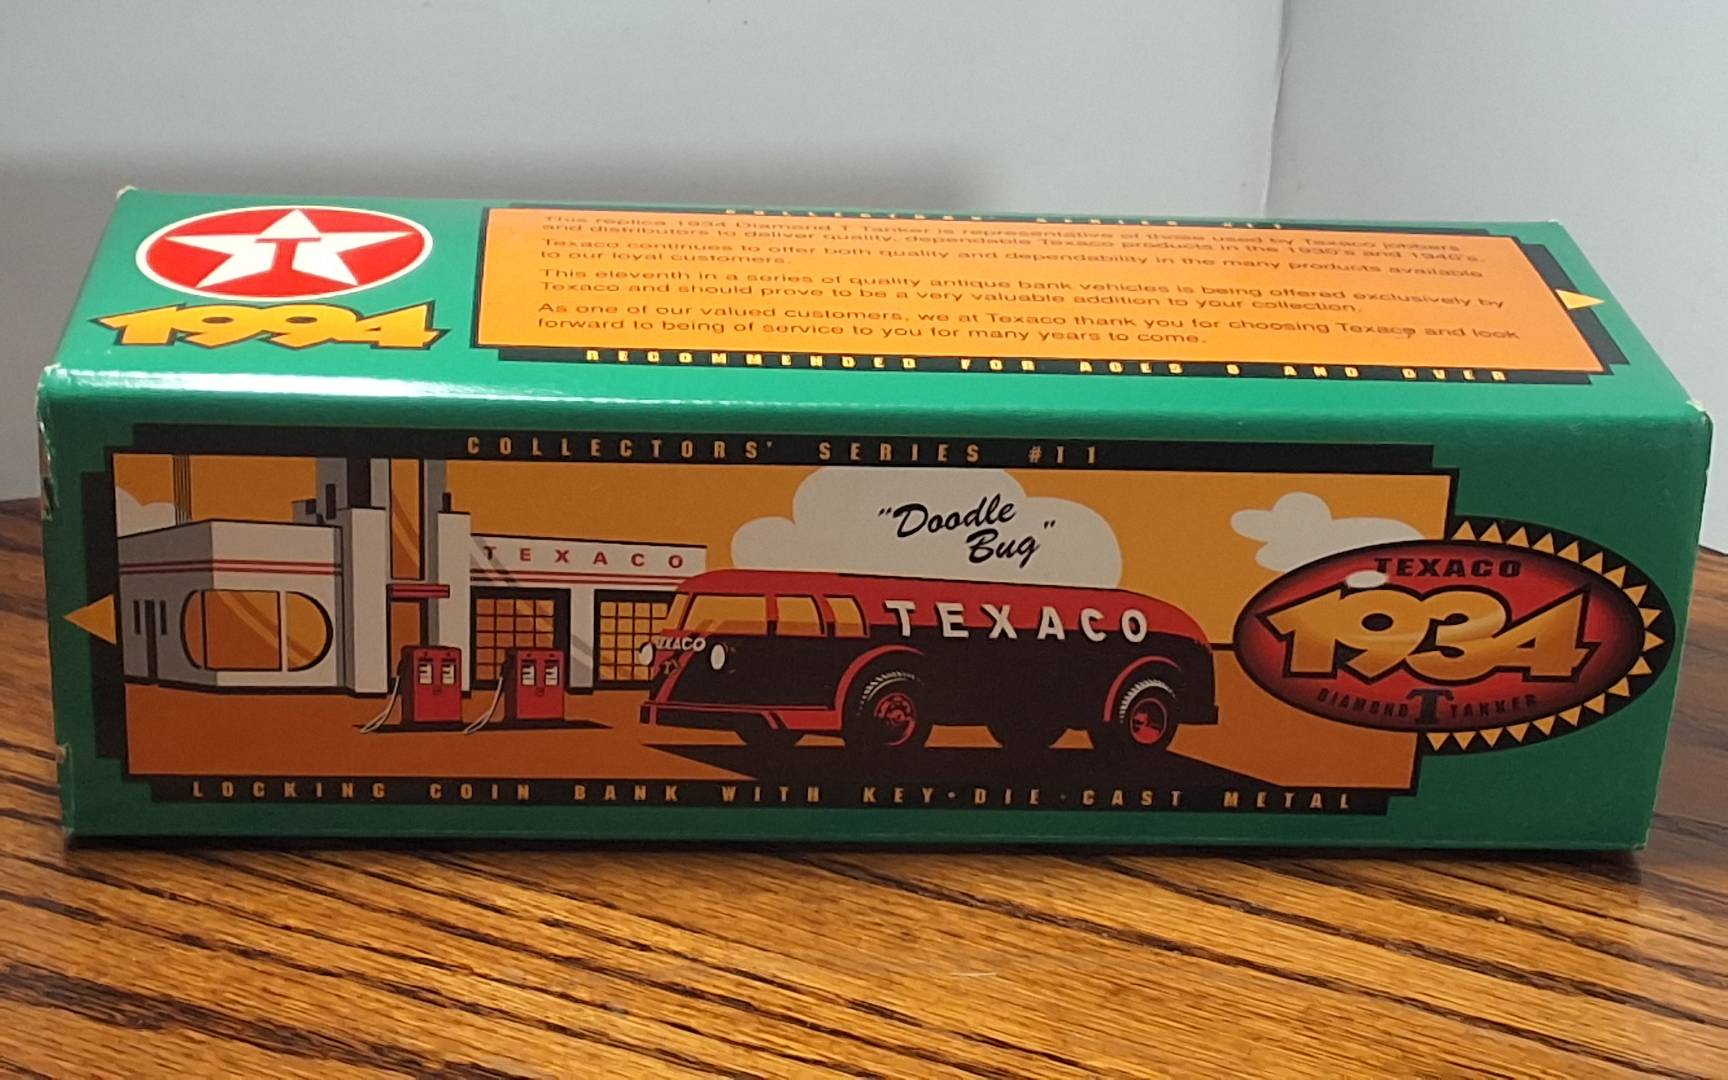 T
1994
COLLECTORS' SERIES #11
This replica 1934 Diamond T Tanker is representative of those used by Texaco jobbers
and distributors to deliver quality, dependable Texaco products in the 1930's and 1940's.
Texaco continues to offer both quality and dependability in the many products available
to our loyal customers.
This eleventh in a series of quality antique bank vehicles is being offered exclusively by
Texaco and should prove to be a very valuable addition to your collection.
As one of our valued customers, we at Texaco thank you for choosing Texaco and look
forward to being of service to you for many years to come.
RECOMMENDED FOR AGES 8 AND OVER
COLLECTORS' SERIES #11
"Doodle
Bug"
TEXACO
TEXACO
TEXACO
TEXACO
1934
DIAMOND T TANKER
LOCKING COIN BANK WITH KEY·DIE·CAST METAL